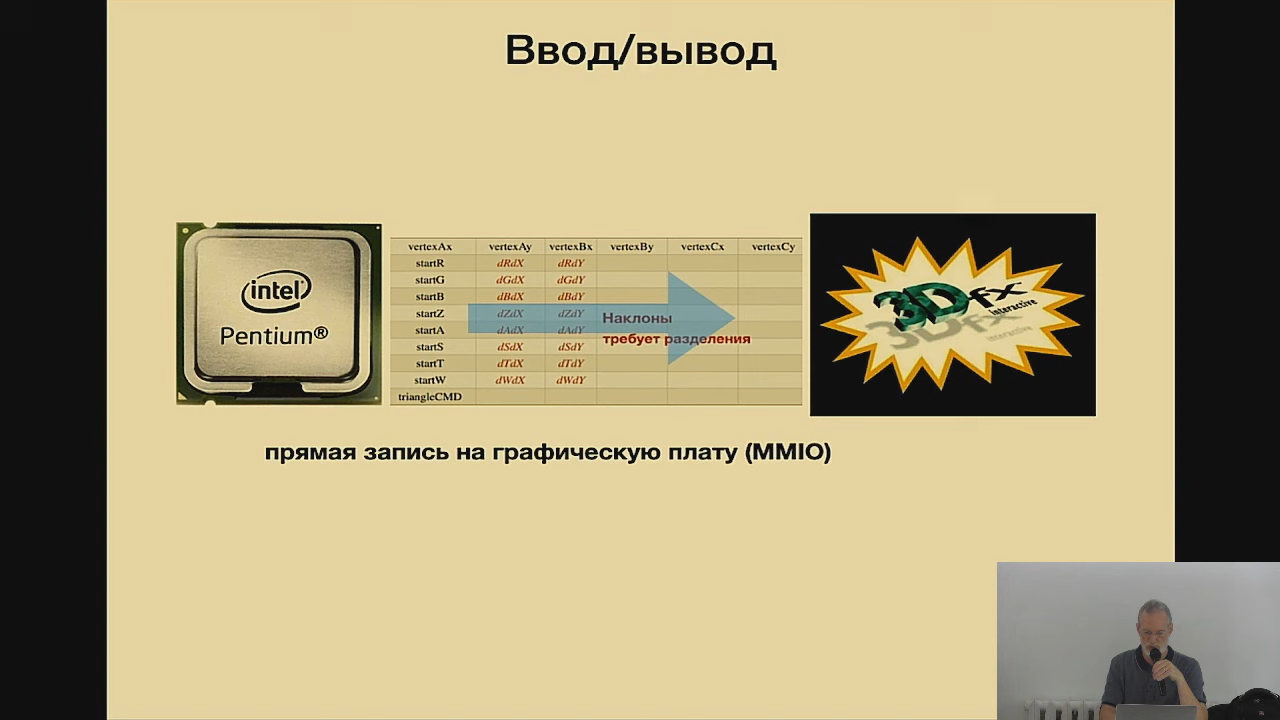 Ввод/вывод
intel
Pentium®
vertexAx vertexAy vertexBx vertexBy vertexCx vertexCy
startR dRdX dRdY
startG dGdX dGdY
startB dBdX dBdY
startZ dZdX dZdY
startA dAdX dAdY
startS dSdX dSdY
startT dTdX dTdY
startW dWdX dWdY
triangleCMD
Наклоны
требует разделения
3Dfx
interactive
прямая запись на графическую плату (MMIO)